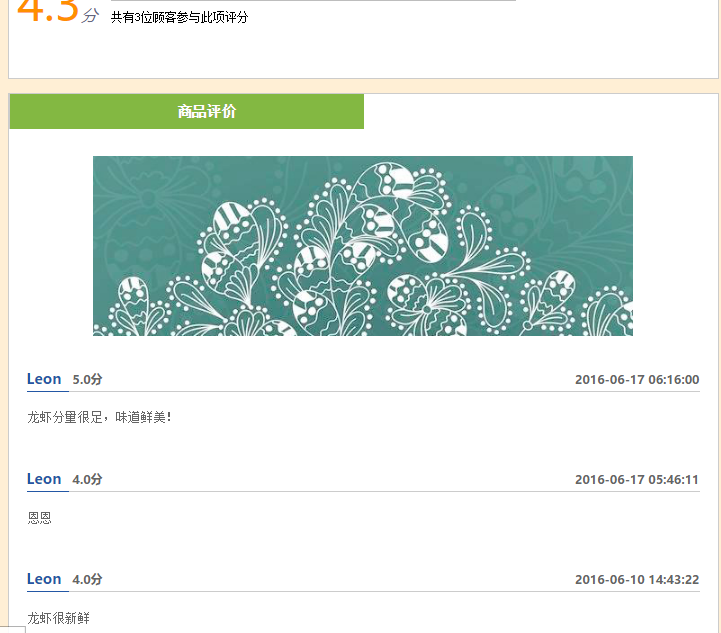 4.3分
共有3位顾客参与此项评分
商品评价
Leon 5.0分 2016-06-17 06:16:00
龙虾分量很足，味道鲜美！
Leon 4.0分 2016-06-17 05:46:11
恩恩
Leon 4.0分 2016-06-10 14:43:22
龙虾很新鲜